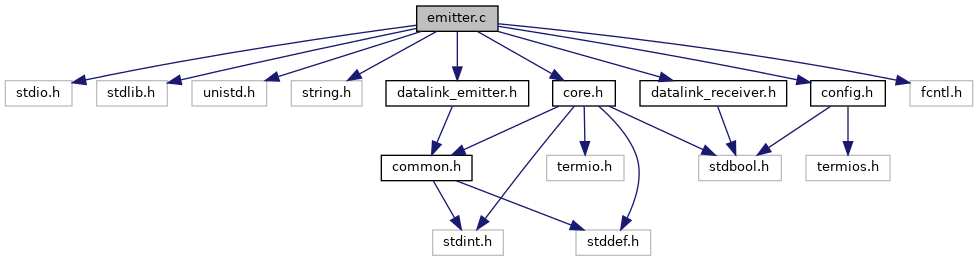 emitter.c
stdio.h
stdlib.h
unistd.h
string.h
datalink_emitter.h
core.h
datalink_receiver.h
config.h
fcntl.h
common.h
termio.h
stdbool.h
termios.h
stdint.h
stddef.h